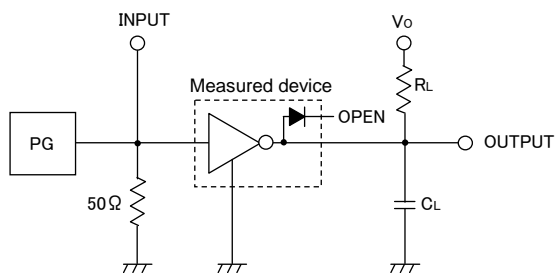 INPUT
Vo
Measured device
RL
OPEN
PG
OUTPUT
50Ω
CL